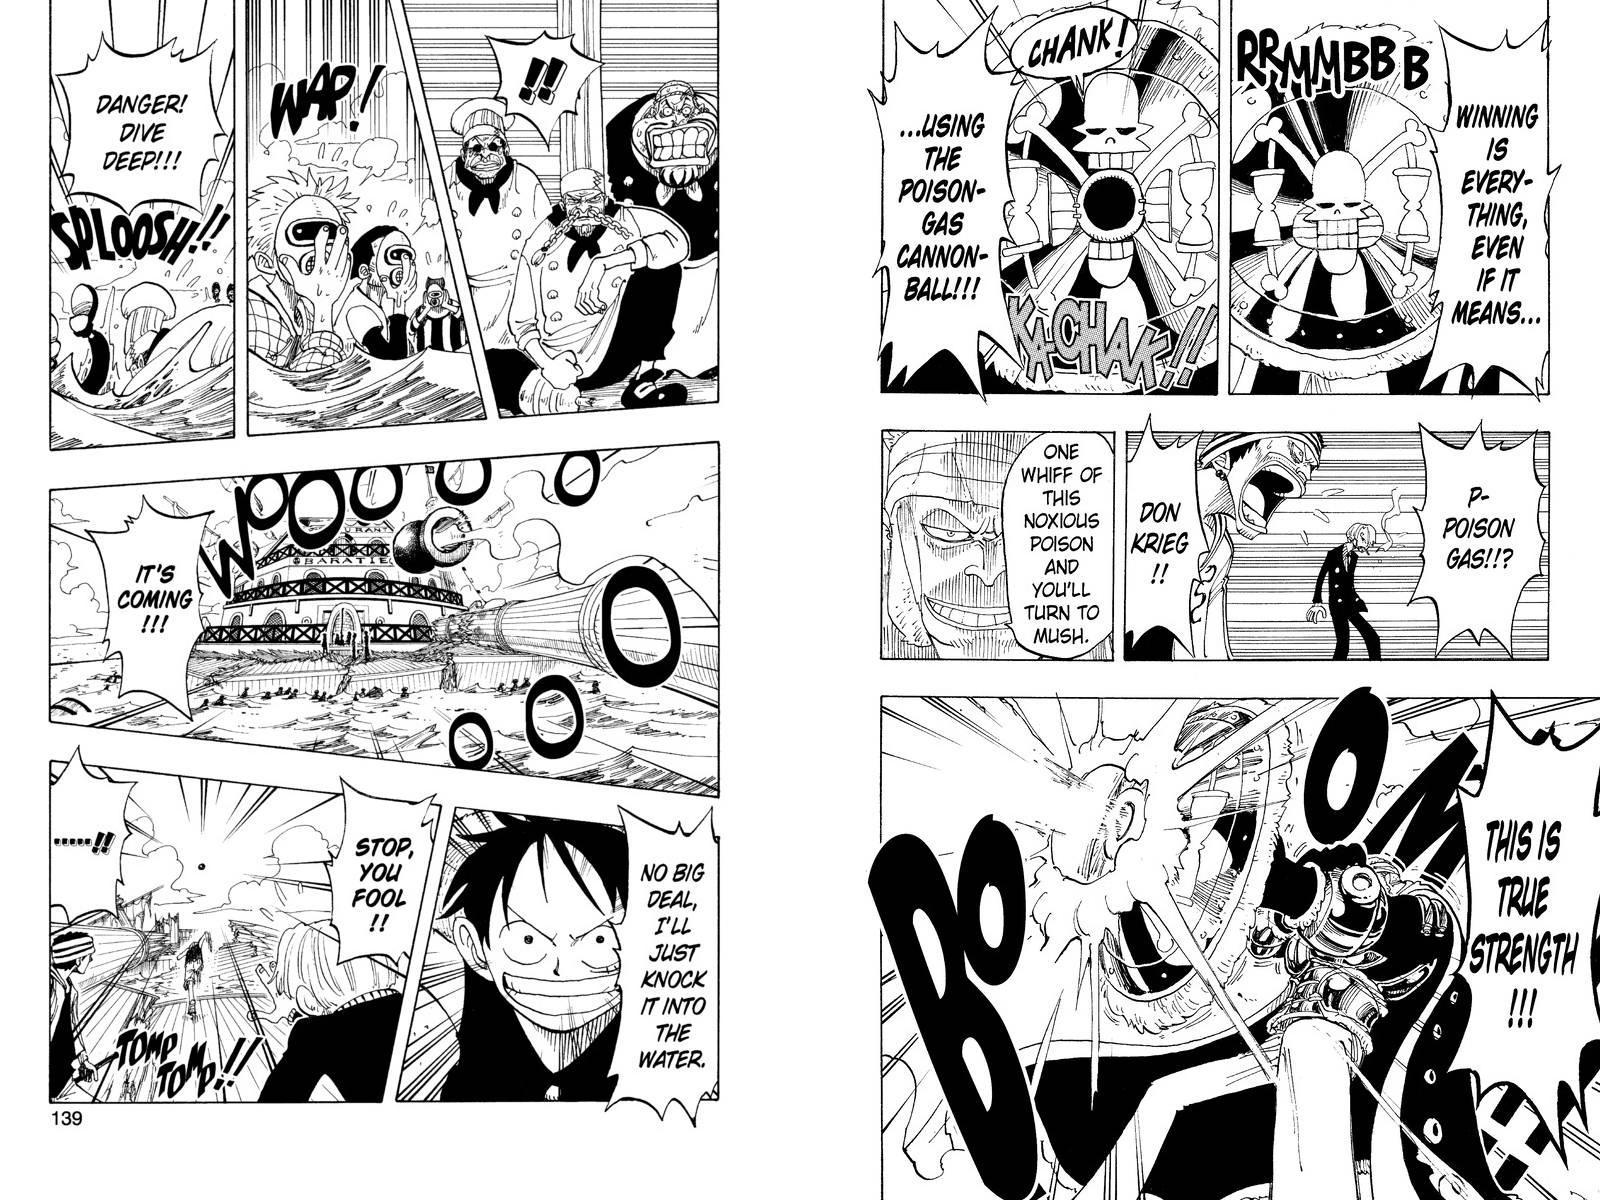 RRMMBBB
WINNING
IS
EVERY-
THING,
EVEN
IF IT
MEANS...
CHANK!
...USING
THE
POISON-
GAS
CANNON-
BALL!!!
KA-CHAK!!
P-
POISON
GAS!!?
DON
KRIEG
!!
ONE
WHIFF OF
THIS
NOXIOUS
POISON
AND
YOU'LL
TURN TO
MUSH.
THIS IS
TRUE
STRENGTH
!!!
BOOM
!!
WAP!
DANGER!
DIVE
DEEP!!!
SPLOOSH!!
WOOOOOOOO
BARATIE
IT'S
COMING
!!!
NO BIG
DEAL,
I'LL
JUST
KNOCK
IT INTO
THE
WATER.
STOP,
YOU
FOOL
!!
......!!
TOMP
TOMP!!
139